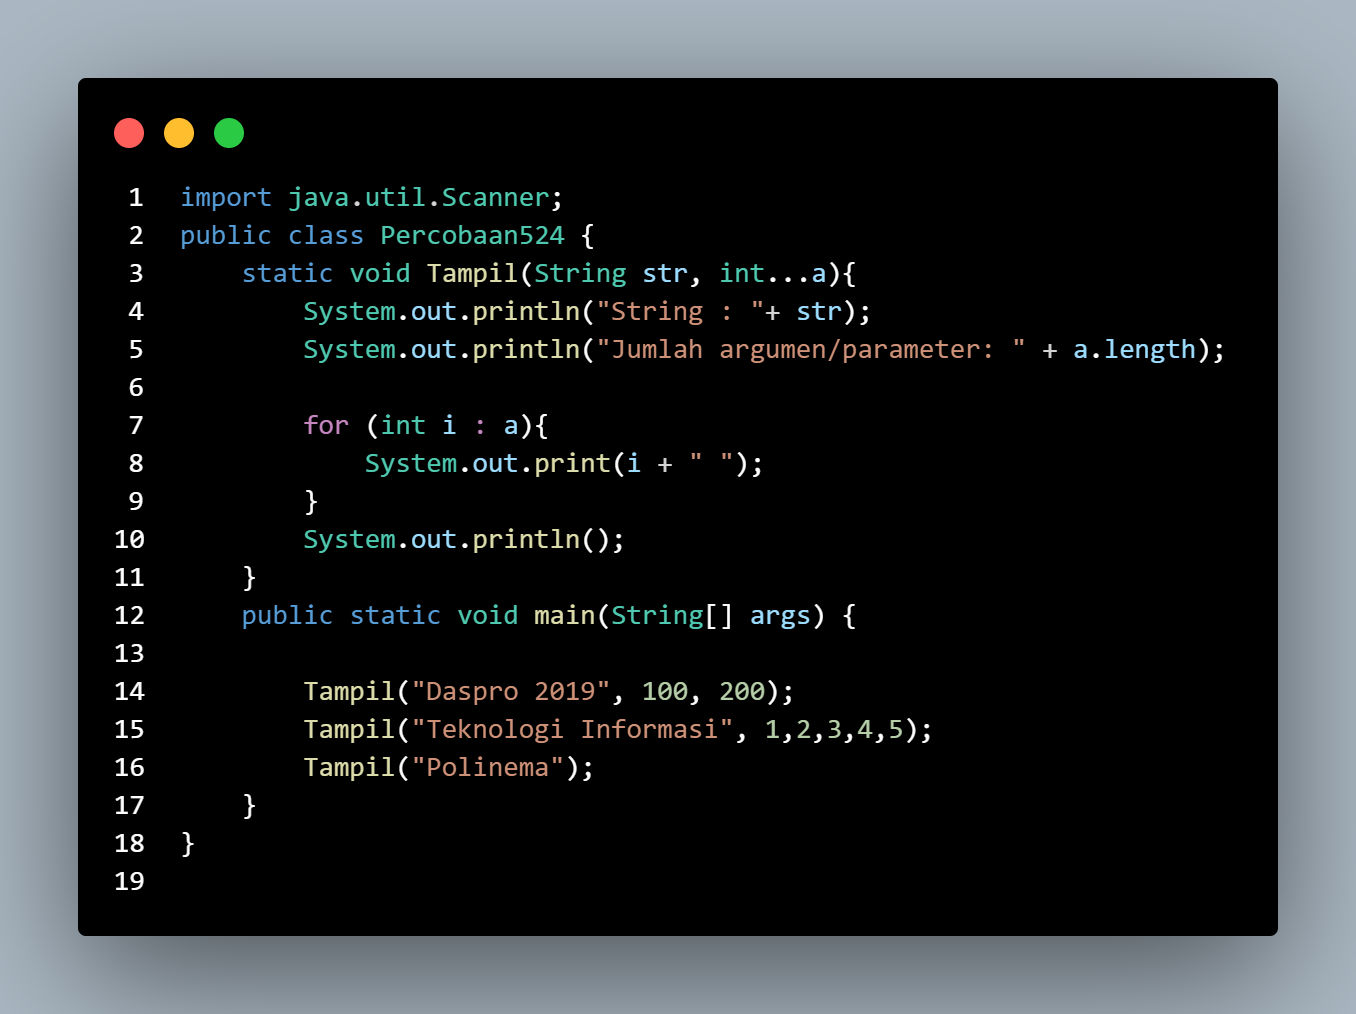 1 import java.util.Scanner;
2 public class Percobaan524 {
3     static void Tampil(String str, int...a){
4         System.out.println("String : "+ str);
5         System.out.println("Jumlah argumen/parameter: " + a.length);
6
7         for (int i : a){
8             System.out.print(i + " ");
9         }
10         System.out.println();
11     }
12     public static void main(String[] args) {
13
14         Tampil("Daspro 2019", 100, 200);
15         Tampil("Teknologi Informasi", 1,2,3,4,5);
16         Tampil("Polinema");
17     }
18 }
19